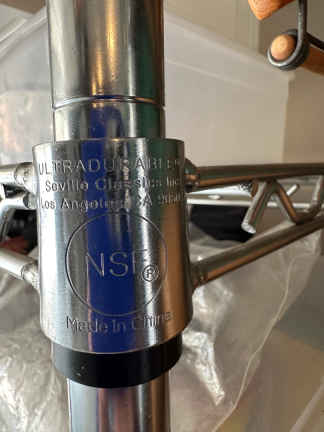 ULTRADURABLE®
Seville Classics Inc.
Los Angeles, CA
NSF®
Made In China